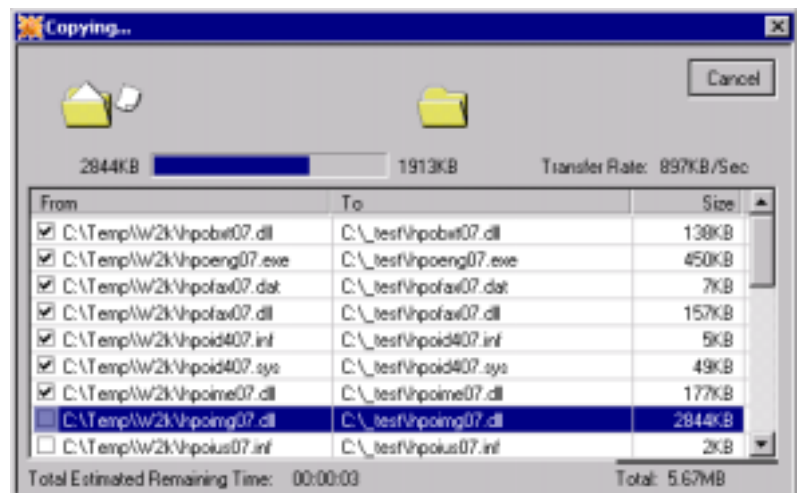 Copying...
Cancel
2844KB 1913KB Transfer Rate: 897KB/Sec
From To Size
C:\Temp\W2k\hpobxt07.dll C:\_test\hpobxt07.dll 138KB
C:\Temp\W2k\hpoeng07.exe C:\_test\hpoeng07.exe 450KB
C:\Temp\W2k\hpofax07.dat C:\_test\hpofax07.dat 7KB
C:\Temp\W2k\hpofax07.dll C:\_test\hpofax07.dll 157KB
C:\Temp\W2k\hpoid407.inf C:\_test\hpoid407.inf 5KB
C:\Temp\W2k\hpoid407.sys C:\_test\hpoid407.sys 49KB
C:\Temp\W2k\hpoime07.dll C:\_test\hpoime07.dll 177KB
C:\Temp\W2k\hpoimg07.dll C:\_test\hpoimg07.dll 2844KB
C:\Temp\W2k\hpoius07.inf C:\_test\hpoius07.inf 2KB
Total Estimated Remaining Time: 00:00:03 Total: 5.67MB